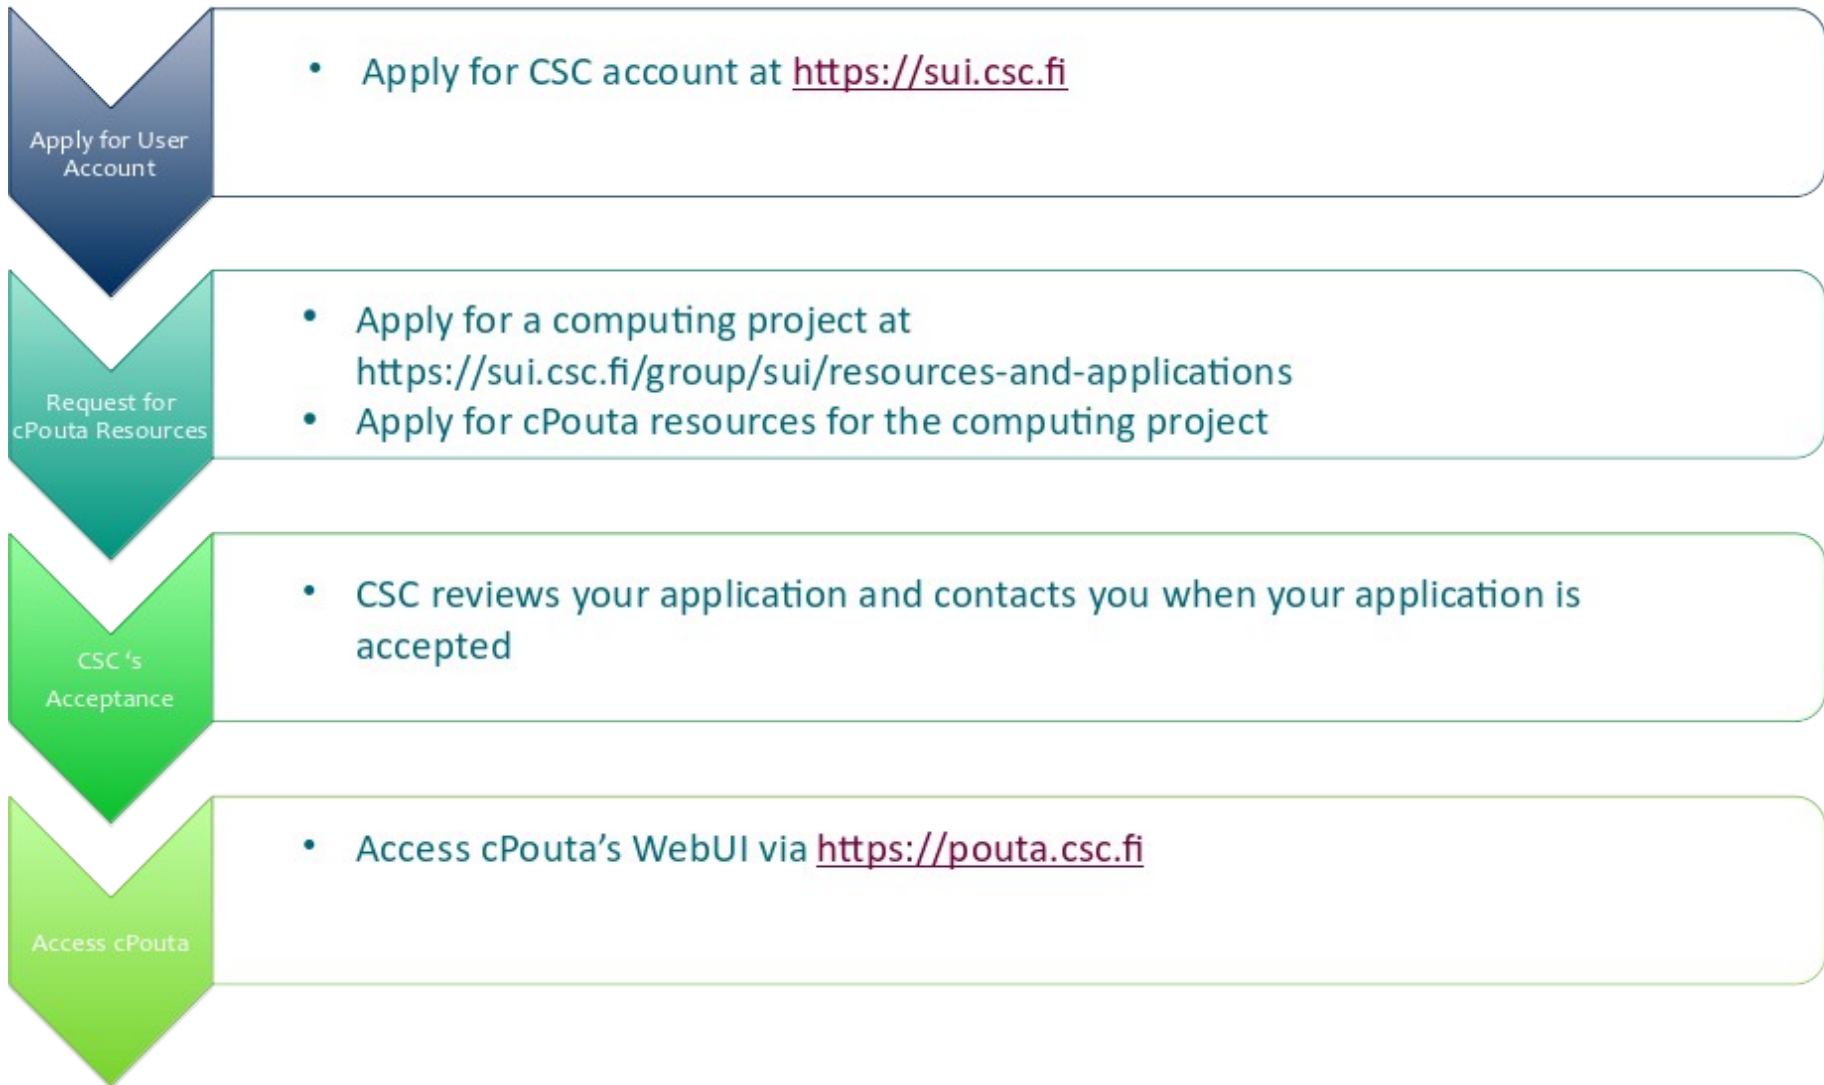 Apply for User
Account
• Apply for CSC account at https://sui.csc.fi
Request for
cPouta Resources
• Apply for a computing project at
https://sui.csc.fi/group/sui/resources-and-applications
• Apply for cPouta resources for the computing project
CSC ‘s
Acceptance
• CSC reviews your application and contacts you when your application is
accepted
Access cPouta
• Access cPouta’s WebUI via https://pouta.csc.fi